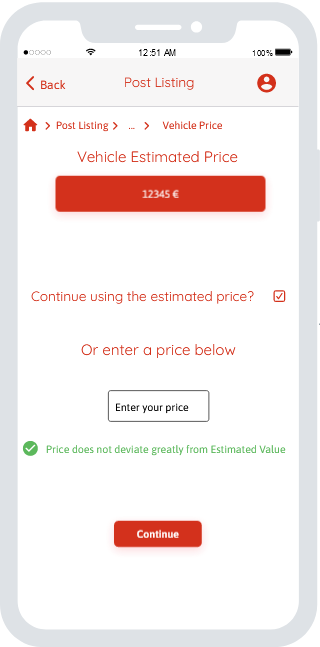 12:51 AM 100%
Back Post Listing
Post Listing ... Vehicle Price
Vehicle Estimated Price
12345 €
Continue using the estimated price?
Or enter a price below
Enter your price
Price does not deviate greatly from Estimated Value
Continue